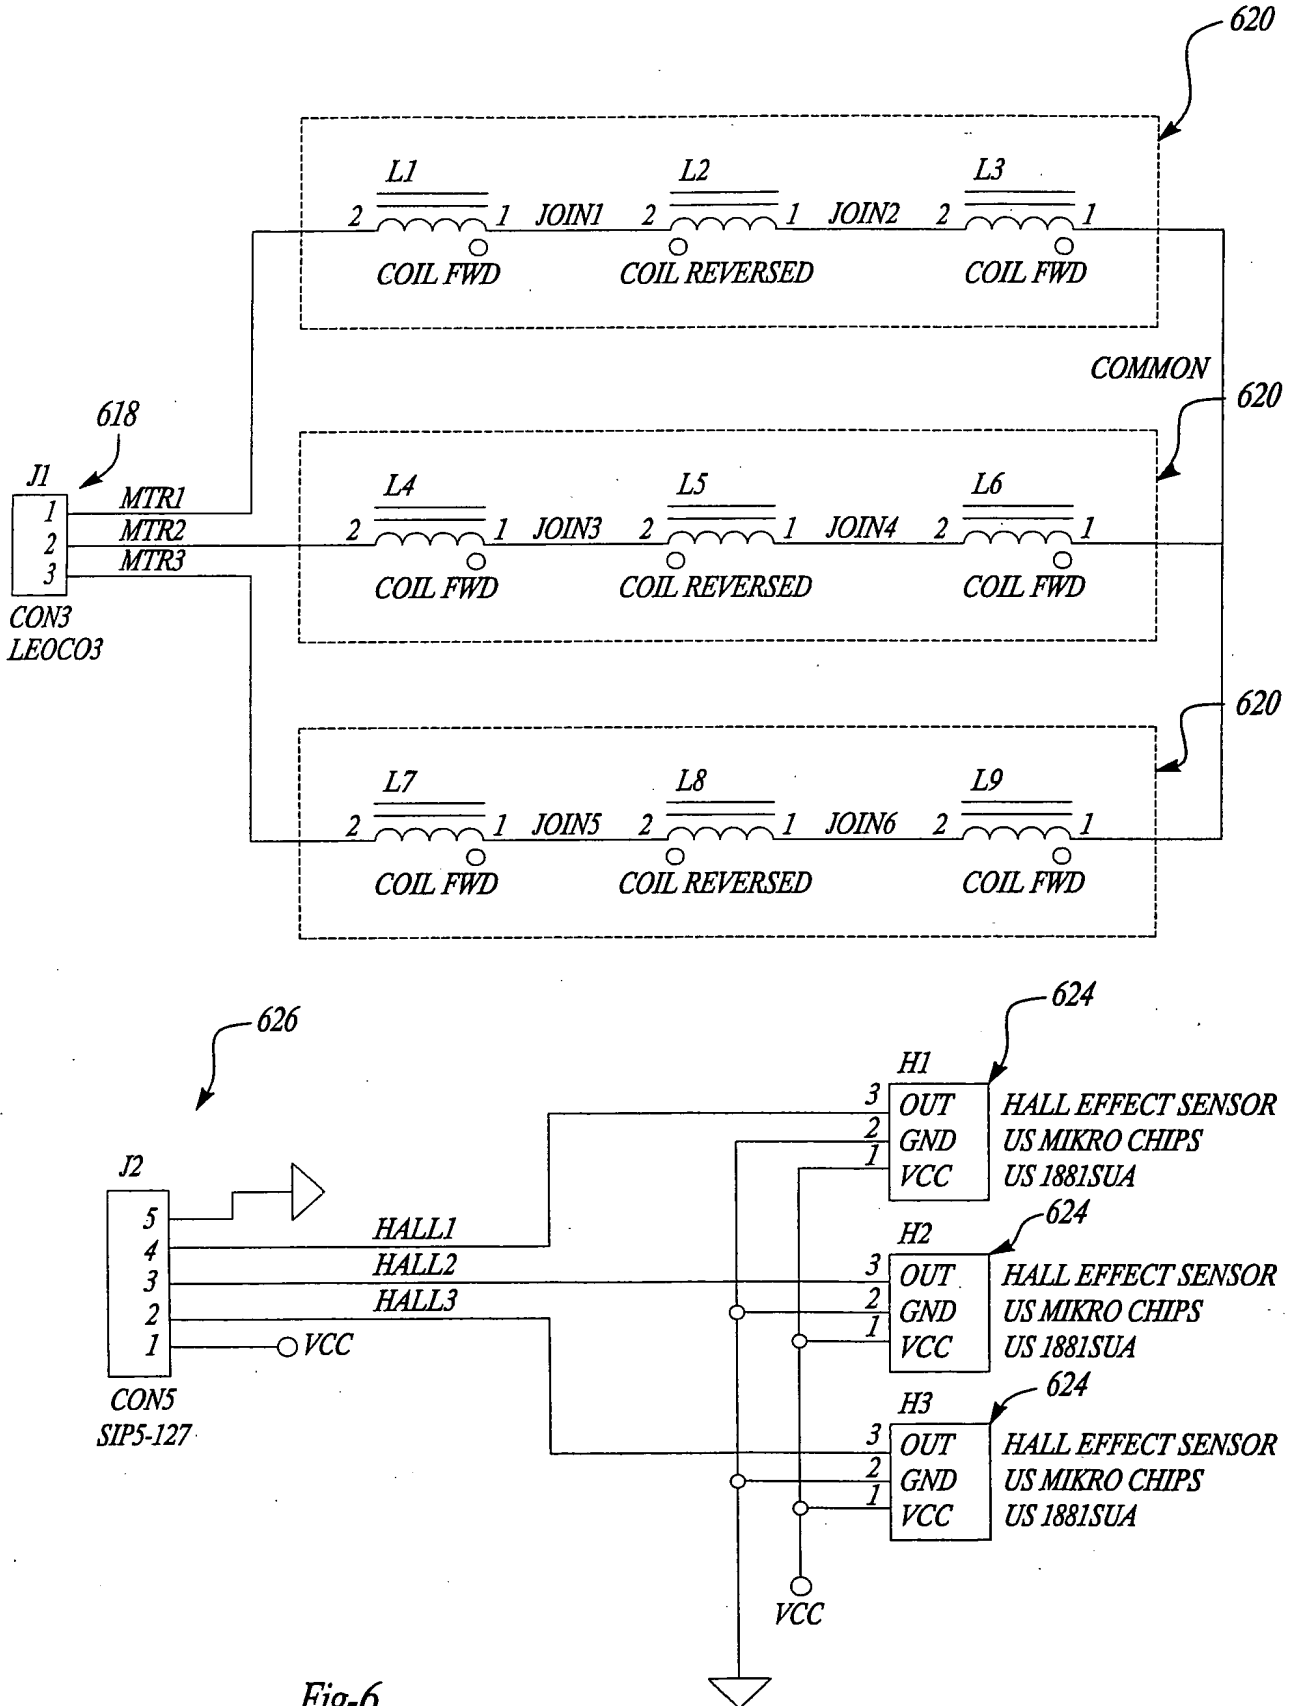 620
L1 L2 L3
2 1 JOIN1 2 1 JOIN2 2 1
COIL FWD COIL REVERSED COIL FWD
COMMON
620
618
J1
L4 L5 L6
1 MTR1
2 MTR2
3 MTR3
2 1 JOIN3 2 1 JOIN4 2 1
COIL FWD COIL REVERSED COIL FWD
CON3
LEOCO3
620
L7 L8 L9
2 1 JOIN5 2 1 JOIN6 2 1
COIL FWD COIL REVERSED COIL FWD
626
624
H1
3 OUT HALL EFFECT SENSOR
2 GND US MIKRO CHIPS
1 VCC US 1881SUA
J2
5
4 HALL1
3 HALL2
2 HALL3
1 VCC
CON5
SIP5-127
624
H2
3 OUT HALL EFFECT SENSOR
2 GND US MIKRO CHIPS
1 VCC US 1881SUA
624
H3
3 OUT HALL EFFECT SENSOR
2 GND US MIKRO CHIPS
1 VCC US 1881SUA
VCC
Fig-6